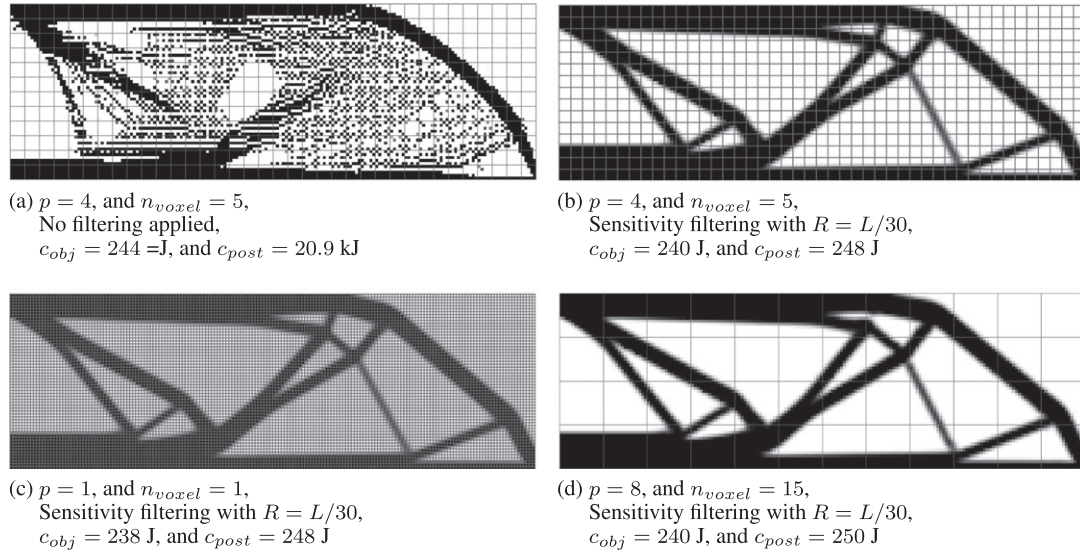 (a) p = 4, and n_voxel = 5,
No filtering applied,
c_obj = 244 =J, and c_post = 20.9 kJ
(b) p = 4, and n_voxel = 5,
Sensitivity filtering with R = L/30,
c_obj = 240 J, and c_post = 248 J
(c) p = 1, and n_voxel = 1,
Sensitivity filtering with R = L/30,
c_obj = 238 J, and c_post = 248 J
(d) p = 8, and n_voxel = 15,
Sensitivity filtering with R = L/30,
c_obj = 240 J, and c_post = 250 J